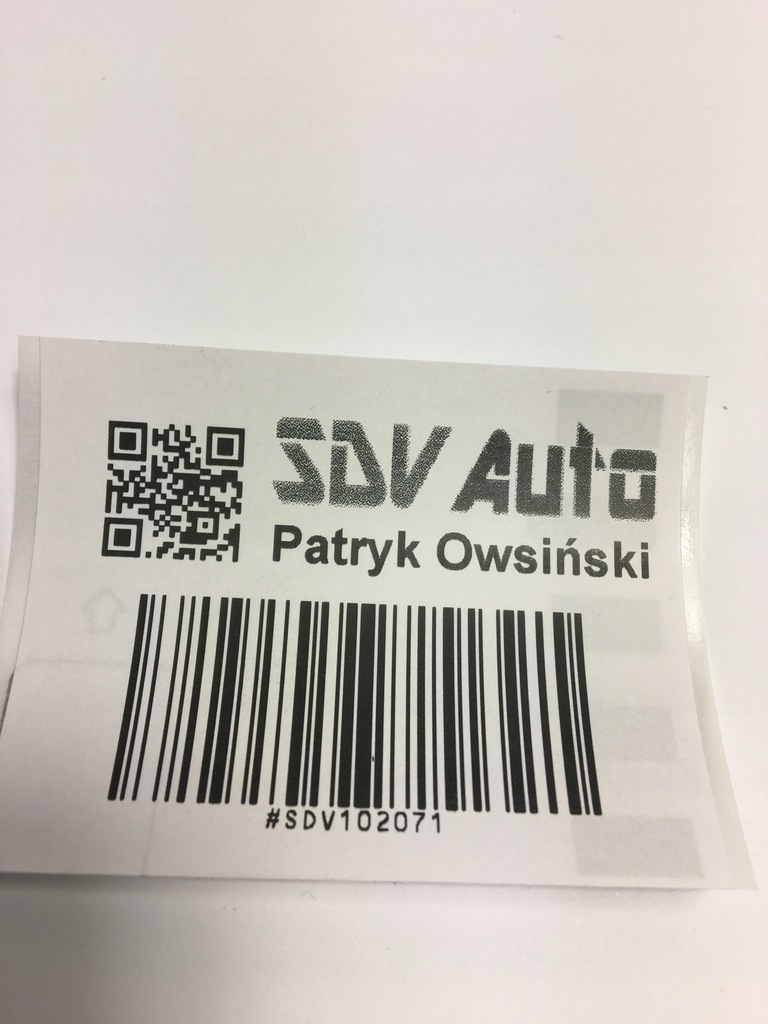 SDV Auto
Patryk Owsiński
#SDV102071